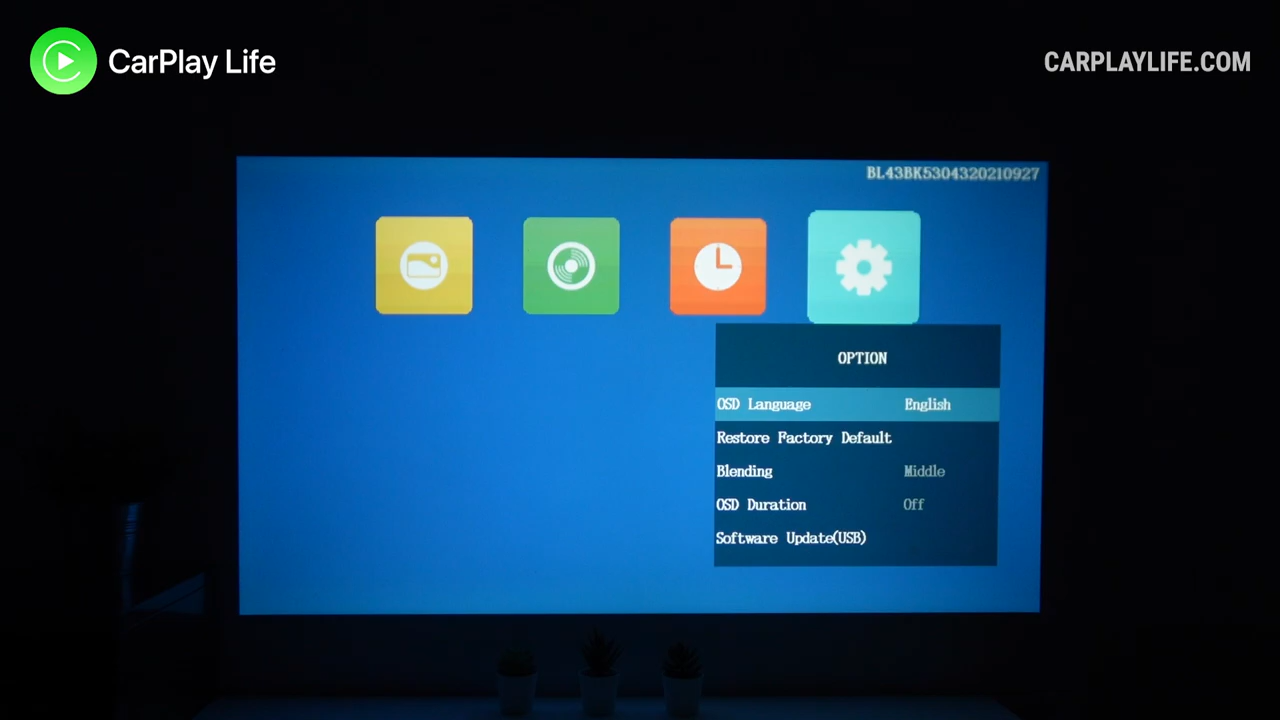 CarPlay Life
CARPLAYLIFE.COM
BL43BK5304320210927
OPTION
OSD Language English
Restore Factory Default
Blending Middle
OSD Duration Off
Software Update(USB)